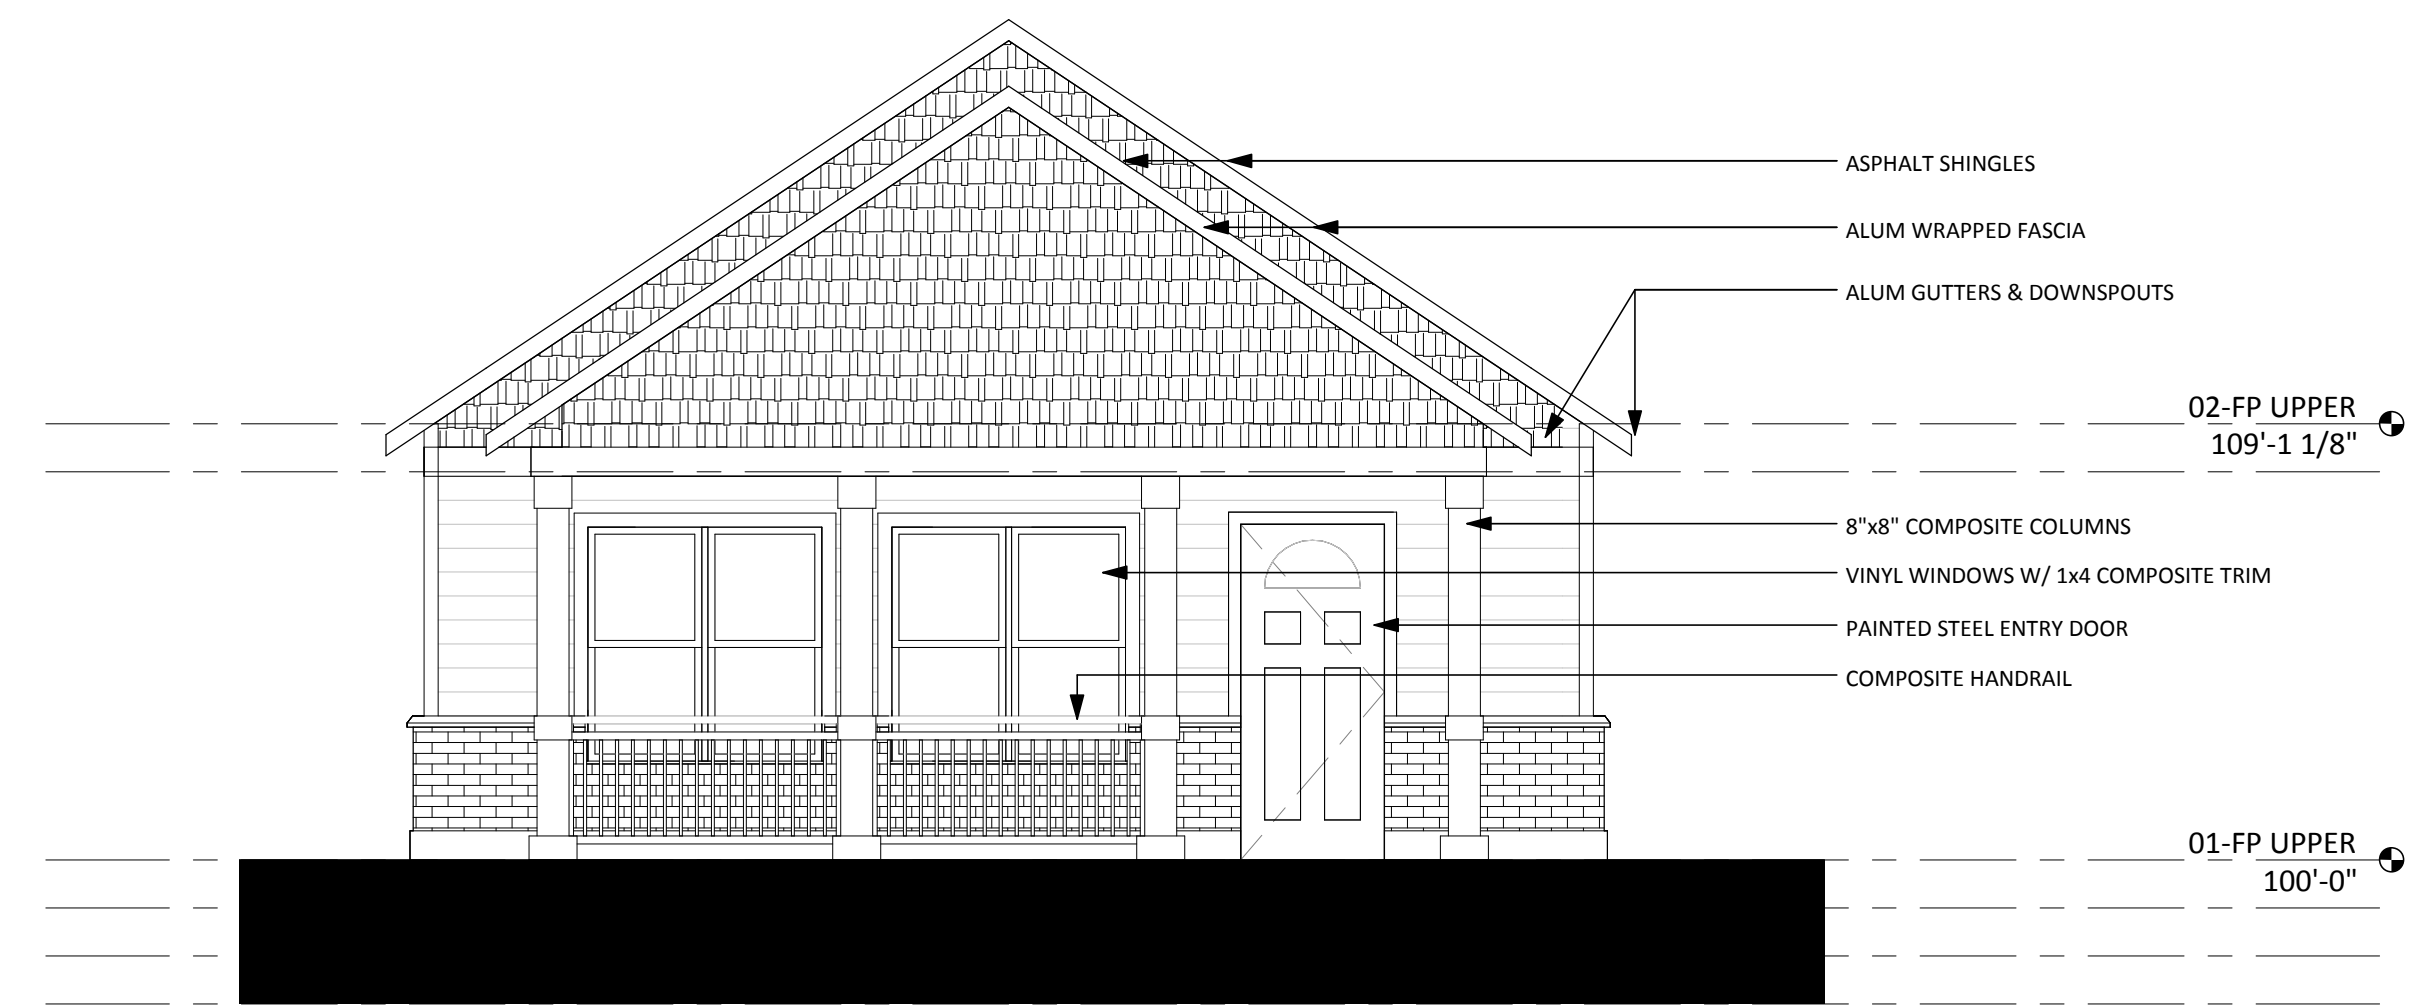 ASPHALT SHINGLES
ALUM WRAPPED FASCIA
ALUM GUTTERS & DOWNSPOUTS
02-FP UPPER
109'-1 1/8"
8"x8" COMPOSITE COLUMNS
VINYL WINDOWS W/ 1x4 COMPOSITE TRIM
PAINTED STEEL ENTRY DOOR
COMPOSITE HANDRAIL
01-FP UPPER
100'-0"